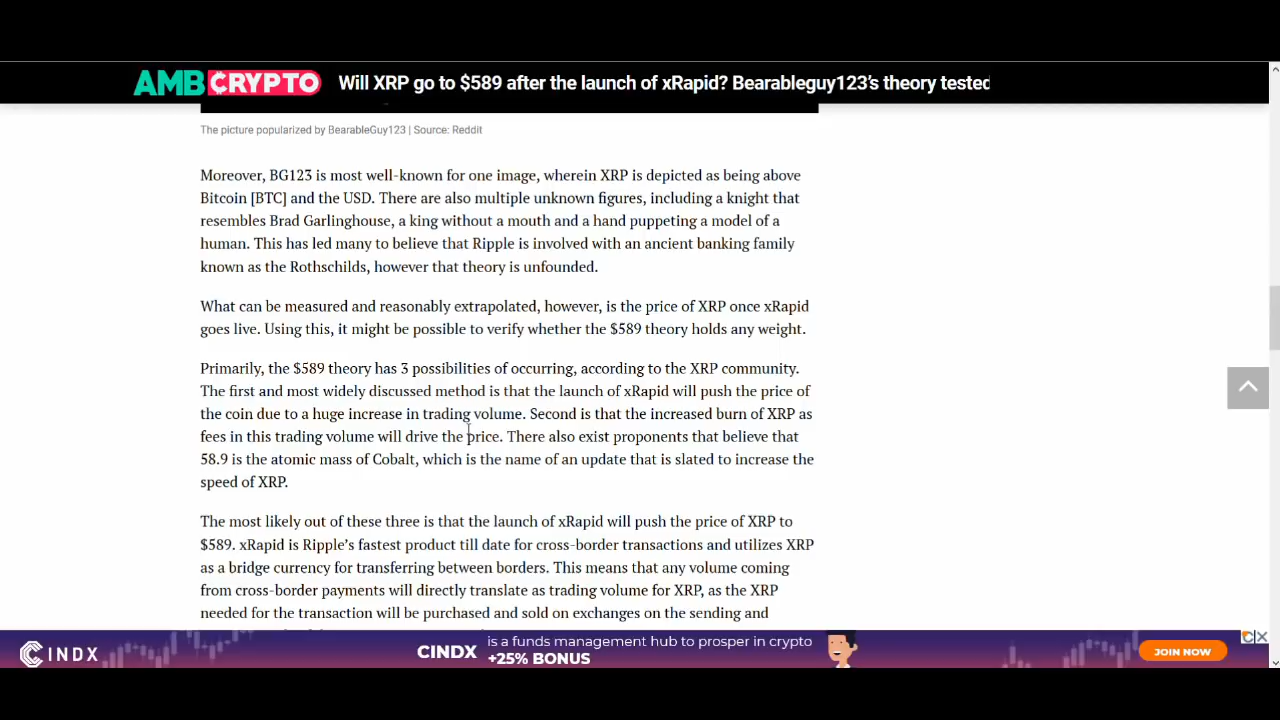 AMBCRYPTO Will XRP go to $589 after the launch of xRapid? Bearableguy123's theory tested
The picture popularized by BearableGuy123 | Source: Reddit
Moreover, BG123 is most well-known for one image, wherein XRP is depicted as being above
Bitcoin [BTC] and the USD. There are also multiple unknown figures, including a knight that
resembles Brad Garlinghouse, a king without a mouth and a hand puppeting a model of a
human. This has led many to believe that Ripple is involved with an ancient banking family
known as the Rothschilds, however that theory is unfounded.
What can be measured and reasonably extrapolated, however, is the price of XRP once xRapid
goes live. Using this, it might be possible to verify whether the $589 theory holds any weight.
Primarily, the $589 theory has 3 possibilities of occurring, according to the XRP community.
The first and most widely discussed method is that the launch of xRapid will push the price of
the coin due to a huge increase in trading volume. Second is that the increased burn of XRP as
fees in this trading volume will drive the price. There also exist proponents that believe that
58.9 is the atomic mass of Cobalt, which is the name of an update that is slated to increase the
speed of XRP.
The most likely out of these three is that the launch of xRapid will push the price of XRP to
$589. xRapid is Ripple's fastest product till date for cross-border transactions and utilizes XRP
as a bridge currency for transferring between borders. This means that any volume coming
from cross-border payments will directly translate as trading volume for XRP, as the XRP
needed for the transaction will be purchased and sold on exchanges on the sending and
CINDX
CINDX is a funds management hub to prosper in crypto
+25% BONUS
JOIN NOW